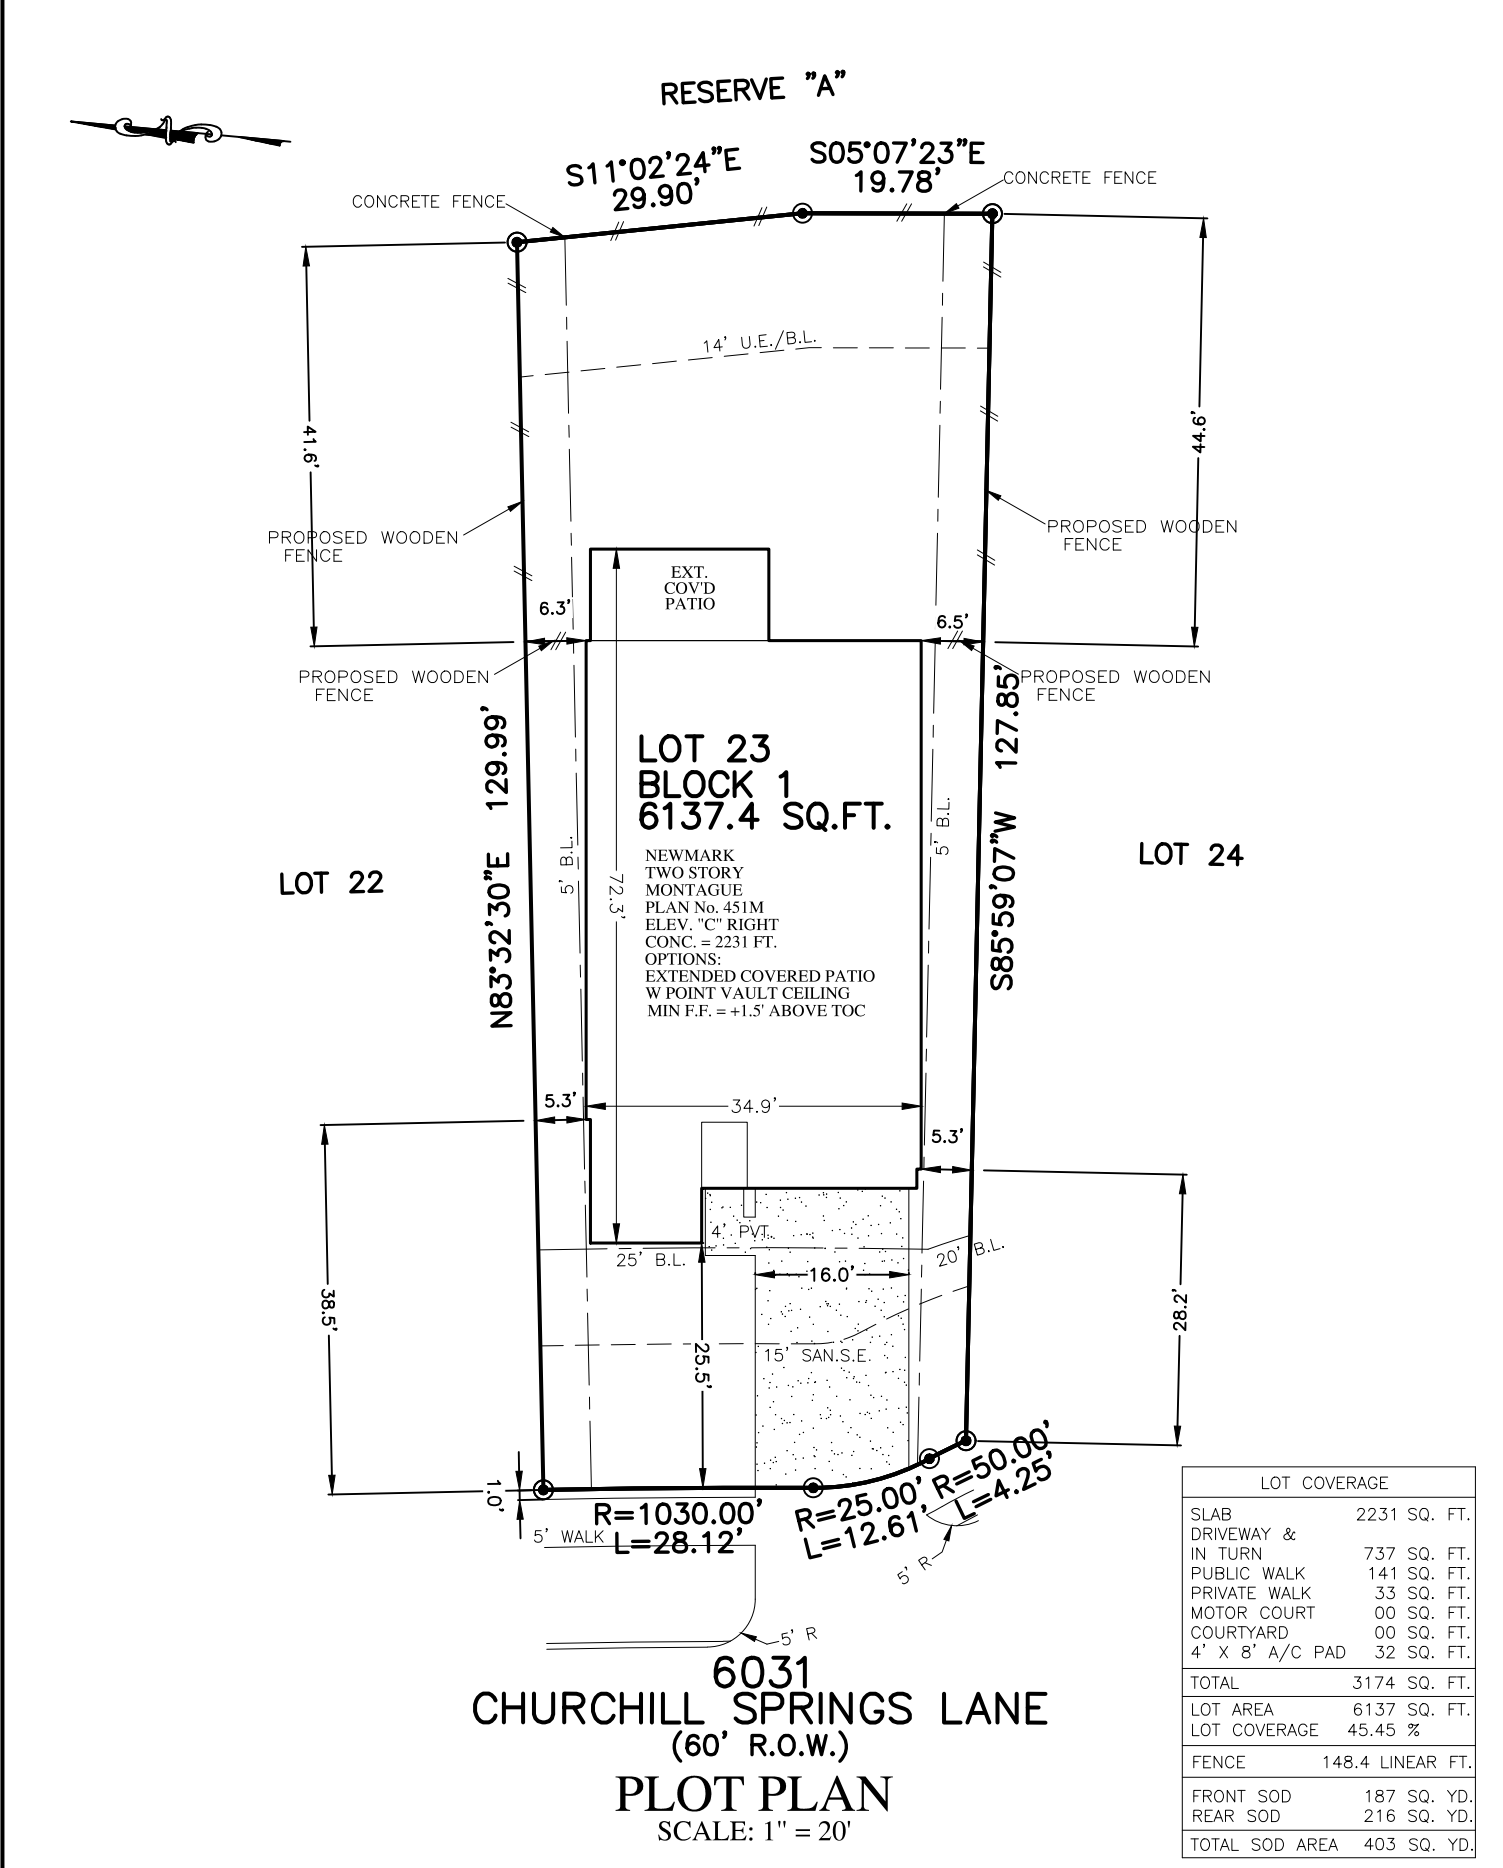 RESERVE "A"
S11°02'24"E
29.90'
S05°07'23"E
19.78'
CONCRETE FENCE
CONCRETE FENCE
14' U.E./B.L.
41.6'
44.6'
PROPOSED WOODEN
FENCE
PROPOSED WOODEN
FENCE
EXT.
COV'D
PATIO
6.3'
6.5'
PROPOSED WOODEN
FENCE
PROPOSED WOODEN
FENCE
N83°32'30"E 129.99'
S85°59'07"W 127.85'
LOT 23
BLOCK 1
6137.4 SQ.FT.
5' B.L.
5' B.L.
72.3'
LOT 22
LOT 24
NEWMARK
TWO STORY
MONTAGUE
PLAN No. 451M
ELEV. "C" RIGHT
CONC. = 2231 FT.
OPTIONS:
EXTENDED COVERED PATIO
W POINT VAULT CEILING
MIN F.F. = +1.5' ABOVE TOC
5.3'
34.9'
5.3'
4' PVT.
25' B.L.
20' B.L.
16.0'
38.5'
28.2'
25.5'
15' SAN.S.E.
1.0'
5' WALK
R=1030.00'
L=28.12'
R=25.00'
L=12.61'
R=50.00'
L=4.25'
5' R
5' R
6031
CHURCHILL SPRINGS LANE
(60' R.O.W.)
PLOT PLAN
SCALE: 1" = 20'
LOT COVERAGE
SLAB 2231 SQ. FT.
DRIVEWAY &
IN TURN 737 SQ. FT.
PUBLIC WALK 141 SQ. FT.
PRIVATE WALK 33 SQ. FT.
MOTOR COURT 00 SQ. FT.
COURTYARD 00 SQ. FT.
4' X 8' A/C PAD 32 SQ. FT.
TOTAL 3174 SQ. FT.
LOT AREA 6137 SQ. FT.
LOT COVERAGE 45.45 %
FENCE 148.4 LINEAR FT.
FRONT SOD 187 SQ. YD.
REAR SOD 216 SQ. YD.
TOTAL SOD AREA 403 SQ. YD.